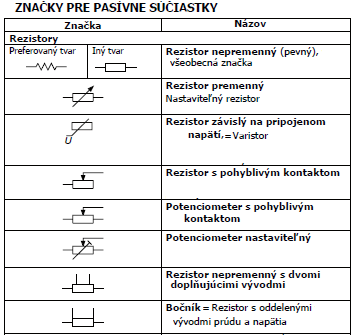 ZNAČKY PRE PASÍVNE SÚČIASTKY
Značka Názov
Rezistory
Preferovaný tvar Iný tvar
Rezistor nepremenný (pevný),
všeobecná značka
Rezistor premenný
Nastaviteľný rezistor
Rezistor závislý na pripojenom
napätí,=Varistor
U
Rezistor s pohyblivým kontaktom
Potenciometer s pohyblivým
kontaktom
Potenciometer nastaviteľný
Rezistor nepremenný s dvomi
doplňujúcimi vývodmi
Bočník = Rezistor s oddelenými
vývodmi prúdu a napätia